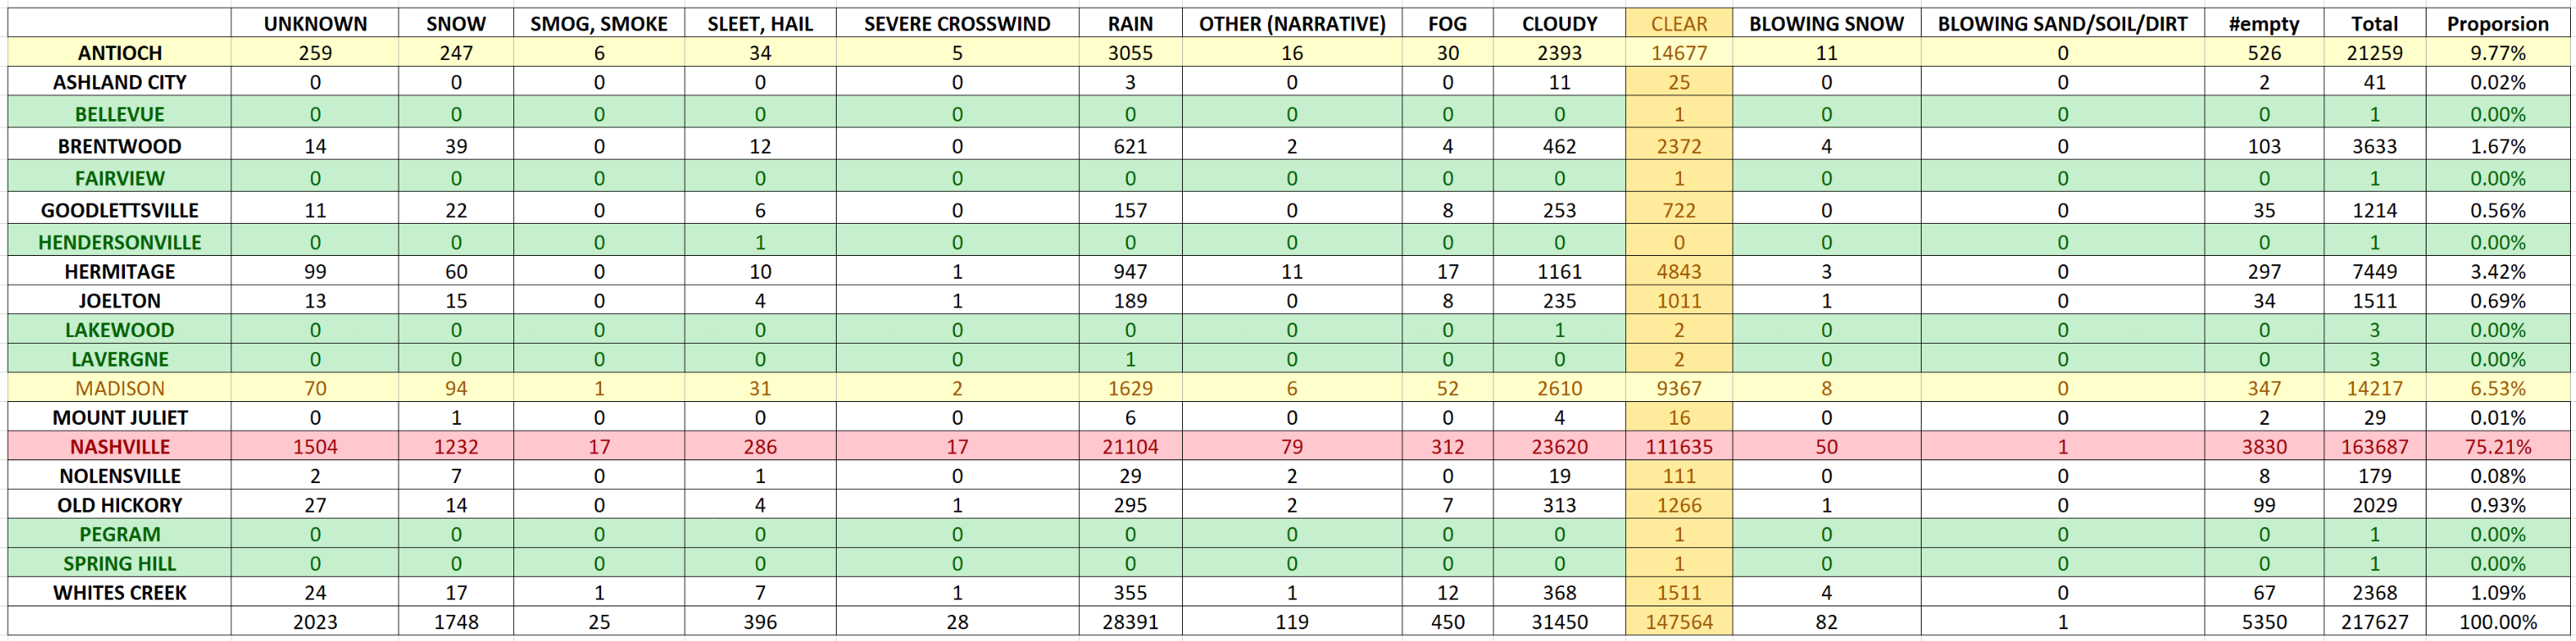 UNKNOWN SNOW SMOG, SMOKE SLEET, HAIL SEVERE CROSSWIND RAIN OTHER (NARRATIVE) FOG CLOUDY CLEAR BLOWING SNOW BLOWING SAND/SOIL/DIRT #empty Total Proporsion
ANTIOCH 259 247 6 34 5 3055 16 30 2393 14677 11 0 526 21259 9.77%
ASHLAND CITY 0 0 0 0 0 3 0 0 11 25 0 0 2 41 0.02%
BELLEVUE 0 0 0 0 0 0 0 0 0 1 0 0 0 1 0.00%
BRENTWOOD 14 39 0 12 0 621 2 4 462 2372 4 0 103 3633 1.67%
FAIRVIEW 0 0 0 0 0 0 0 0 0 1 0 0 0 1 0.00%
GOODLETTSVILLE 11 22 0 6 0 157 0 8 253 722 0 0 35 1214 0.56%
HENDERSONVILLE 0 0 0 1 0 0 0 0 0 0 0 0 0 1 0.00%
HERMITAGE 99 60 0 10 1 947 11 17 1161 4843 3 0 297 7449 3.42%
JOELTON 13 15 0 4 1 189 0 8 235 1011 1 0 34 1511 0.69%
LAKEWOOD 0 0 0 0 0 0 0 0 1 2 0 0 0 3 0.00%
LAVERGNE 0 0 0 0 0 1 0 0 0 2 0 0 0 3 0.00%
MADISON 70 94 1 31 2 1629 6 52 2610 9367 8 0 347 14217 6.53%
MOUNT JULIET 0 1 0 0 0 6 0 0 4 16 0 0 2 29 0.01%
NASHVILLE 1504 1232 17 286 17 21104 79 312 23620 111635 50 1 3830 163687 75.21%
NOLENSVILLE 2 7 0 1 0 29 2 0 19 111 0 0 8 179 0.08%
OLD HICKORY 27 14 0 4 1 295 2 7 313 1266 1 0 99 2029 0.93%
PEGRAM 0 0 0 0 0 0 0 0 0 1 0 0 0 1 0.00%
SPRING HILL 0 0 0 0 0 0 0 0 0 1 0 0 0 1 0.00%
WHITES CREEK 24 17 1 7 1 355 1 12 368 1511 4 0 67 2368 1.09%
2023 1748 25 396 28 28391 119 450 31450 147564 82 1 5350 217627 100.00%